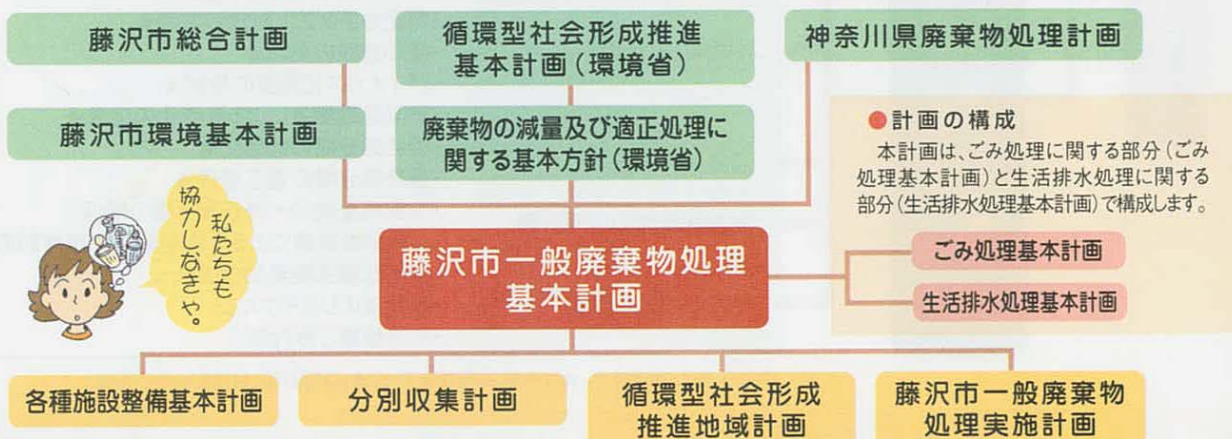 藤沢市総合計画
循環型社会形成推進
基本計画(環境省)
神奈川県廃棄物処理計画
藤沢市環境基本計画
廃棄物の減量及び適正処理に
関する基本方針(環境省)
●計画の構成
本計画は、ごみ処理に関する部分(ごみ
処理基本計画)と生活排水処理に関する
部分(生活排水処理基本計画)で構成します。
ごみ処理基本計画
生活排水処理基本計画
私たちも
協力しなきゃ。
藤沢市一般廃棄物処理
基本計画
各種施設整備基本計画
分別収集計画
循環型社会形成
推進地域計画
藤沢市一般廃棄物
処理実施計画